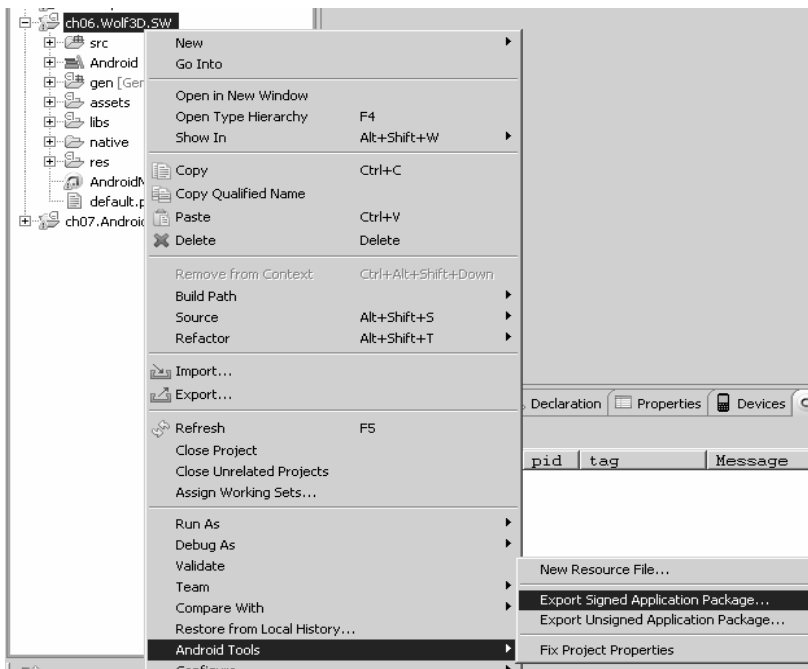 ch06.Wolf3D.SW
src
Android
gen [Ger
assets
libs
native
res
Android
default.p
ch07.Android
New
Go Into
Open in New Window
Open Type Hierarchy F4
Show In Alt+Shift+W
Copy Ctrl+C
Copy Qualified Name
Paste Ctrl+V
Delete Delete
Remove from Context Ctrl+Alt+Shift+Down
Build Path
Source Alt+Shift+S
Refactor Alt+Shift+T
Import...
Export...
Refresh F5
Close Project
Close Unrelated Projects
Assign Working Sets...
Run As
Debug As
Validate
Team
Compare With
Restore from Local History...
Android Tools
Declaration Properties Devices
pid tag Message
New Resource File...
Export Signed Application Package...
Export Unsigned Application Package...
Fix Project Properties